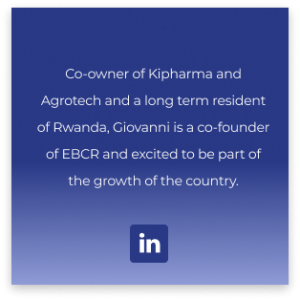 Co-owner of Kipharma and
Agrotech and a long term resident
of Rwanda, Giovanni is a co-founder
of EBCR and excited to be part of
the growth of the country.
in